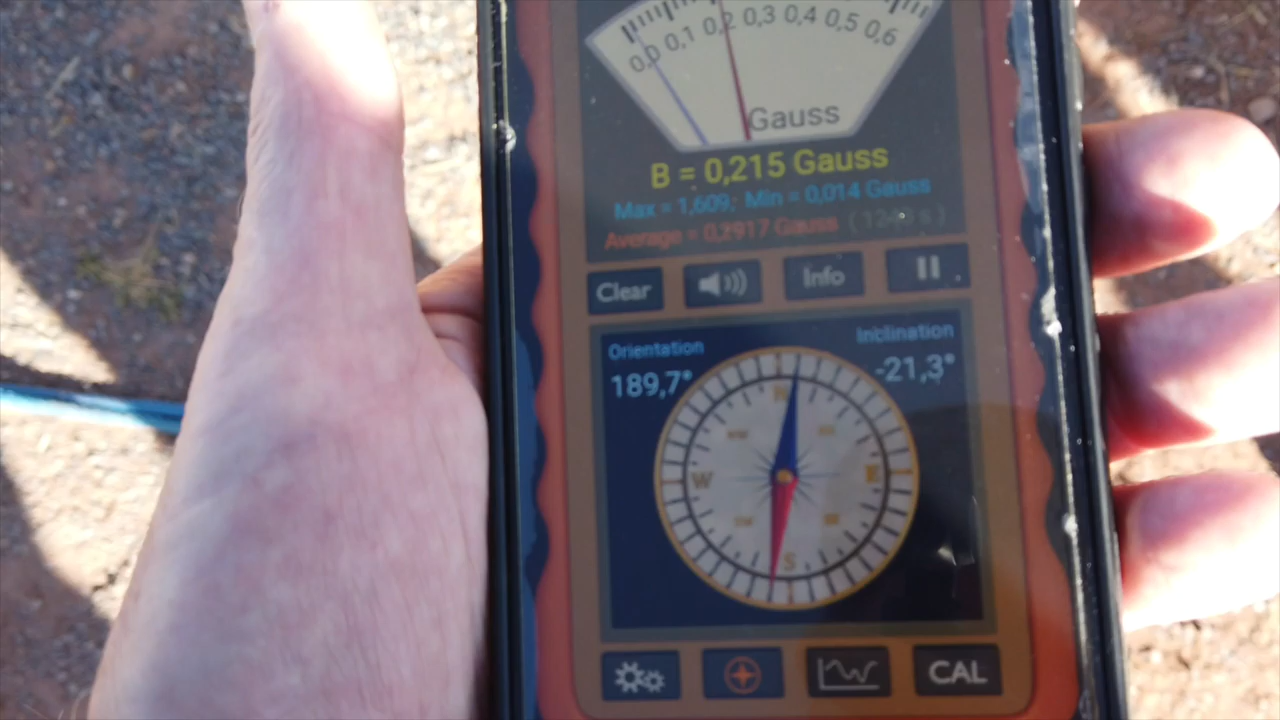 0,0 0,1 0,2 0,3 0,4 0,5 0,6
Gauss
B = 0,215 Gauss
Max = 1,609; Min = 0,014 Gauss
Average = 0,2917 Gauss
Clear
Info
Orientation
Inclination
189,7°
-21,3°
N
W
E
S
CAL